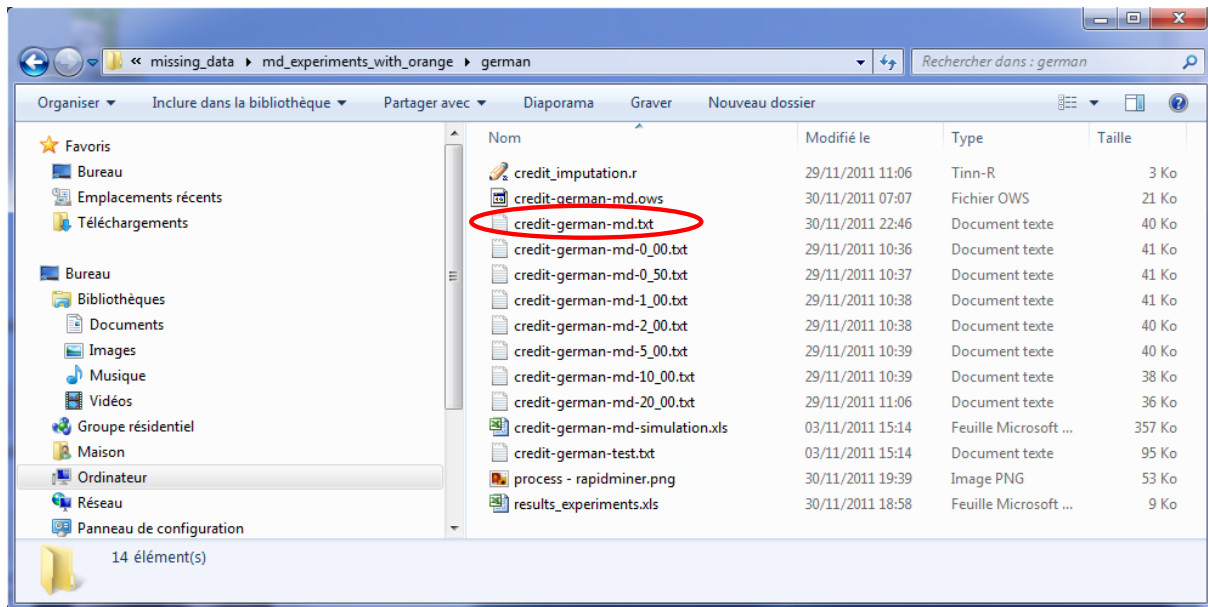 « missing_data ▸ md_experiments_with_orange ▸ german Rechercher dans : german
Organiser Inclure dans la bibliothèque Partager avec Diaporama Graver Nouveau dossier
Favoris
Bureau
Emplacements récents
Téléchargements
Bureau
Bibliothèques
Documents
Images
Musique
Vidéos
Groupe résidentiel
Maison
Ordinateur
Réseau
Panneau de configuration
Nom Modifié le Type Taille
credit_imputation.r 29/11/2011 11:06 Tinn-R 3 Ko
credit-german-md.ows 30/11/2011 07:07 Fichier OWS 21 Ko
credit-german-md.txt 30/11/2011 22:46 Document texte 40 Ko
credit-german-md-0_00.txt 29/11/2011 10:36 Document texte 41 Ko
credit-german-md-0_50.txt 29/11/2011 10:37 Document texte 41 Ko
credit-german-md-1_00.txt 29/11/2011 10:38 Document texte 41 Ko
credit-german-md-2_00.txt 29/11/2011 10:38 Document texte 40 Ko
credit-german-md-5_00.txt 29/11/2011 10:39 Document texte 40 Ko
credit-german-md-10_00.txt 29/11/2011 10:39 Document texte 38 Ko
credit-german-md-20_00.txt 29/11/2011 11:06 Document texte 36 Ko
credit-german-md-simulation.xls 03/11/2011 15:14 Feuille Microsoft ... 357 Ko
credit-german-test.txt 03/11/2011 15:14 Document texte 95 Ko
process - rapidminer.png 30/11/2011 19:39 Image PNG 53 Ko
results_experiments.xls 30/11/2011 18:58 Feuille Microsoft ... 9 Ko
14 élément(s)